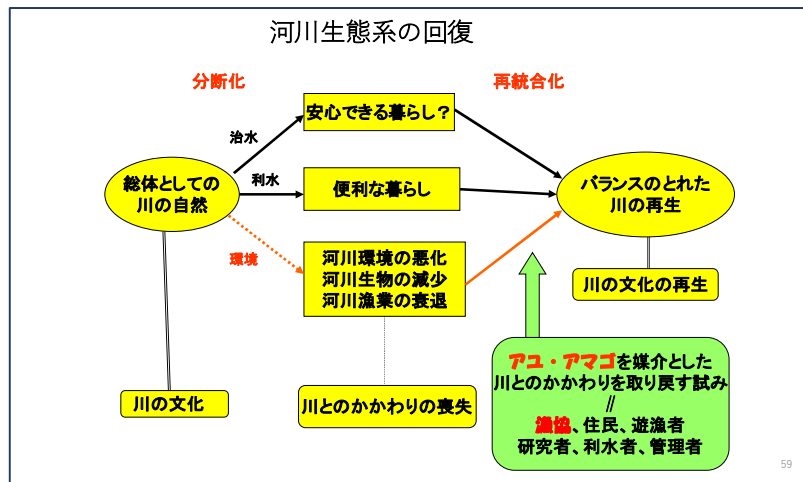 河川生態系の回復
分断化
再統合化
安心できる暮らし？
治水
総体としての
川の自然
利水
便利な暮らし
バランスのとれた
川の再生
環境
河川環境の悪化
河川生物の減少
河川漁業の衰退
川の文化の再生
アユ・アマゴを媒介とした
川とのかかわりを取り戻す試み
//
漁協、住民、遊漁者
研究者、利水者、管理者
川の文化
川とのかかわりの喪失
59